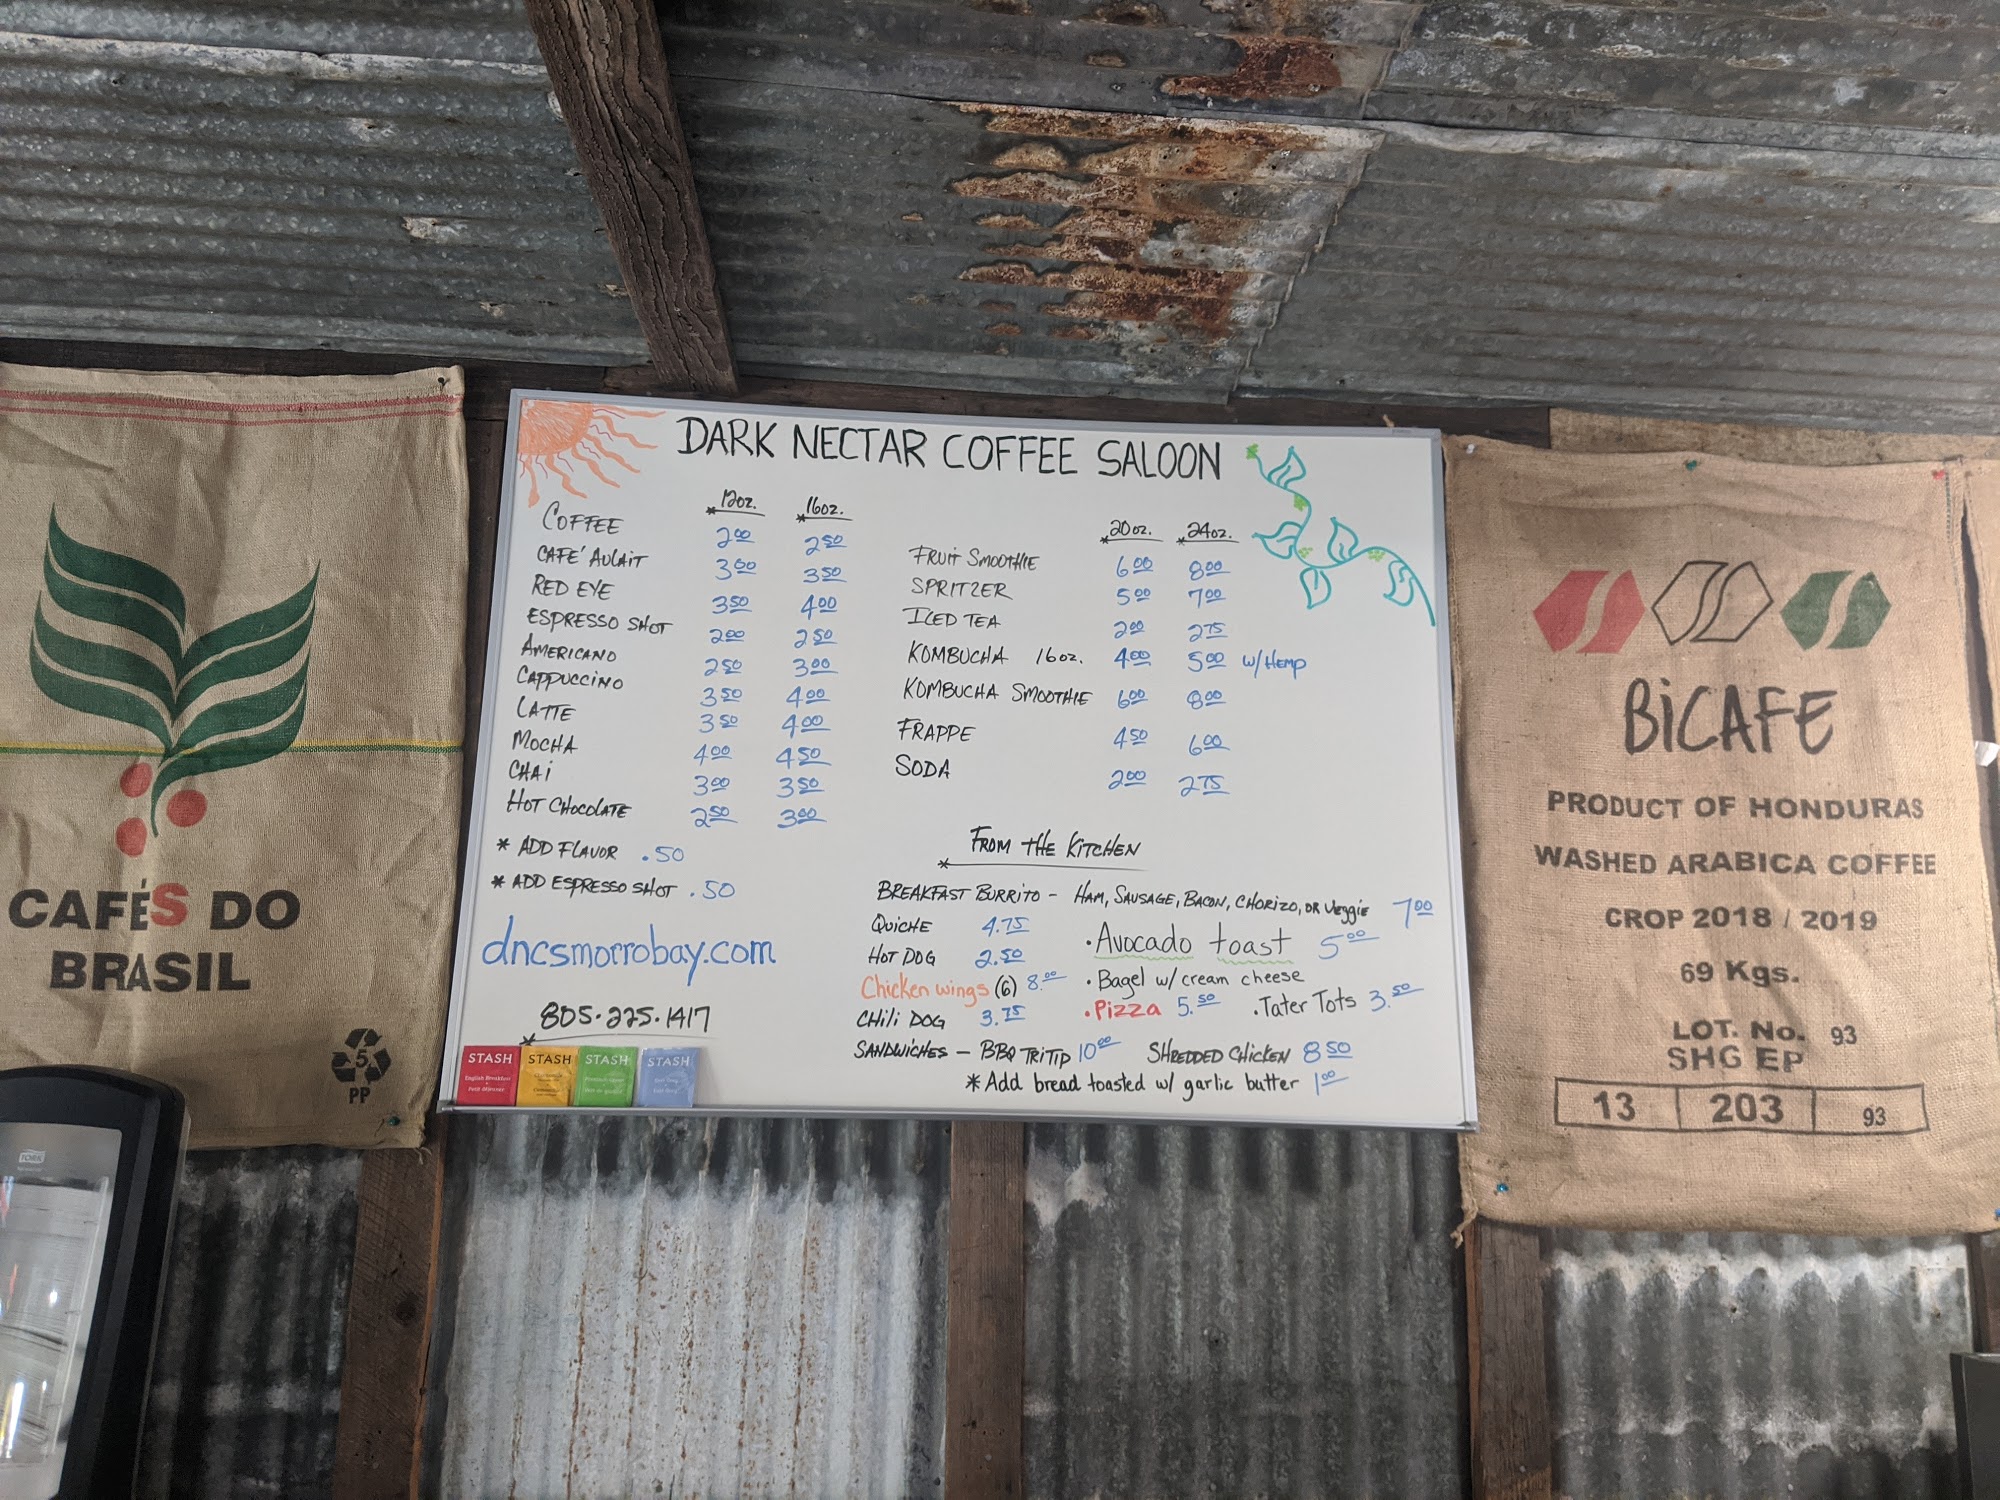 DARK NECTAR COFFEE SALOON
*12oz. *16oz.
COFFEE 2.00 2.50
CAFE' AULAIT 3.00 3.50
RED EYE 3.50 4.00
ESPRESSO SHOT 2.00 2.50
AMERICANO 2.50 3.00
CAPPUCCINO 3.50 4.00
LATTE 3.50 4.00
MOCHA 4.00 4.50
CHAI 3.00 3.50
HOT CHOCOLATE 2.50 3.00
* ADD FLAVOR .50
* ADD ESPRESSO SHOT .50
dncsmorrobay.com
805·225·1417
*
*20oz. *24oz.
FRUIT SMOOTHIE 6.00 8.00
SPRITZER 5.00 7.00
ICED TEA 2.00 2.75
KOMBUCHA 16oz. 4.00 5.00 w/HEMP
KOMBUCHA SMOOTHIE 6.00 8.00
FRAPPE 4.50 6.00
SODA 2.00 2.75
*FROM THE KITCHEN
BREAKFAST BURRITO - HAM, SAUSAGE, BACON, CHORIZO, OR Veggie 7.00
QUICHE 4.75 ·Avocado toast 5.00
HOT DOG 2.50
Chicken wings (6) 8.00 ·Bagel w/ cream cheese
CHILI DOG 3.75 ·Pizza 5.50 ·Tater Tots 3.50
SANDWICHES - BBQ TRITIP 10.00 SHREDDED CHICKEN 8.50
*Add bread toasted w/ garlic butter 1.00
STASH STASH STASH STASH
English Breakfast
CAFÉS DO
BRASIL
5
PP
TORK
BiCAFE
PRODUCT OF HONDURAS
WASHED ARABICA COFFEE
CROP 2018 / 2019
69 Kgs.
LOT. No. 93
SHG EP
13 203 93